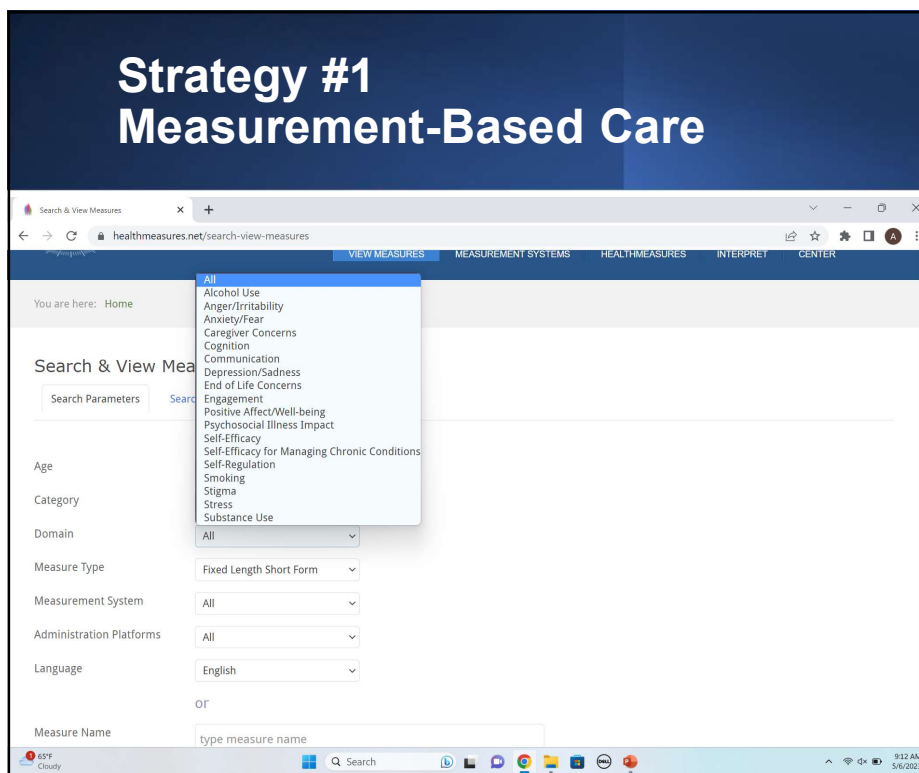 Strategy #1
Measurement-Based Care
Search & View Measures
healthmeasures.net/search-view-measures
A
VIEW MEASURES MEASUREMENT SYSTEMS HEALTHMEASURES INTERPRET CENTER
You are here: Home
All
Alcohol Use
Anger/Irritability
Anxiety/Fear
Caregiver Concerns
Cognition
Communication
Depression/Sadness
End of Life Concerns
Engagement
Positive Affect/Well-being
Psychosocial Illness Impact
Self-Efficacy
Self-Efficacy for Managing Chronic Conditions
Self-Regulation
Smoking
Stigma
Stress
Substance Use
Search & View Mea
Search Parameters Searc
Age
Category
Domain All
Measure Type Fixed Length Short Form
Measurement System All
Administration Platforms All
Language English
or
Measure Name type measure name
1 65°F
Cloudy
Search
b
DELL
9:12 AM
5/6/202